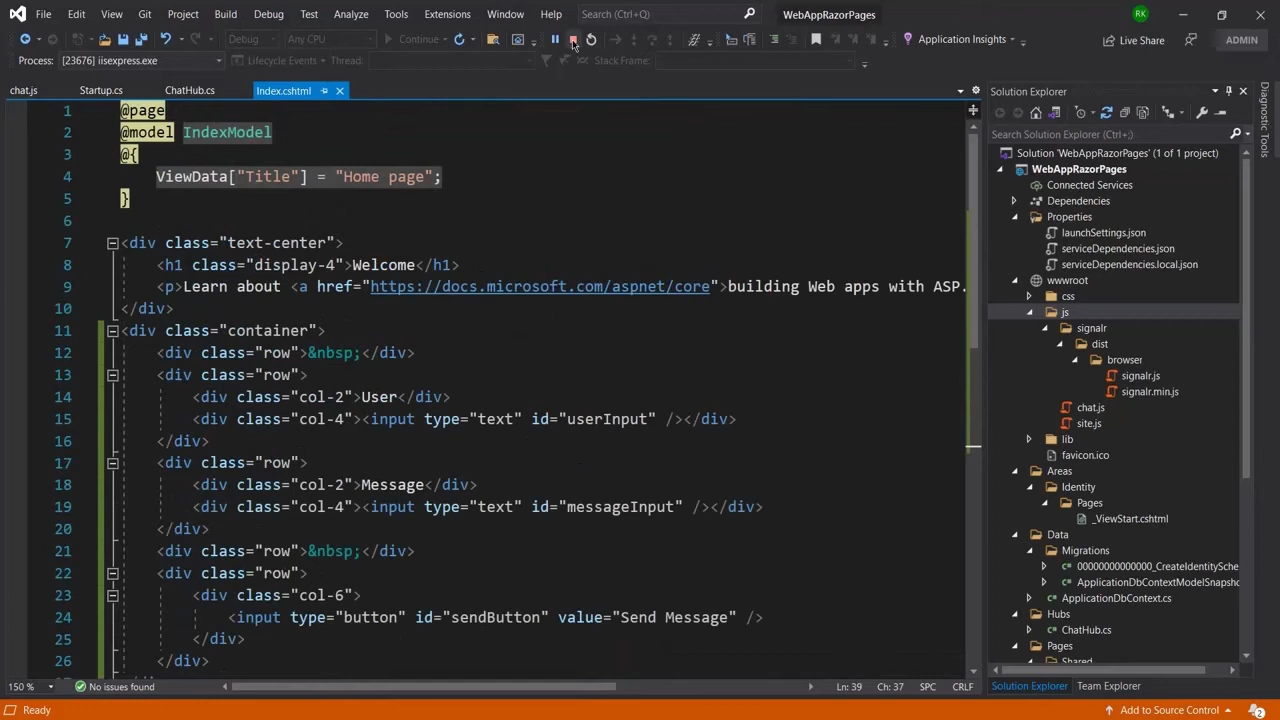 File Edit View Git Project Build Debug Test Analyze Tools Extensions Window Help Search (Ctrl+Q) WebAppRazorPages RK
Debug Any CPU Continue Application Insights Live Share ADMIN
Process: [23676] iisexpress.exe Lifecycle Events Thread: Stack Frame:
chat.js Startup.cs ChatHub.cs Index.cshtml
1 @page
2 @model IndexModel
3 @{
4 ViewData["Title"] = "Home page";
5 }
6
7 <div class="text-center">
8 <h1 class="display-4">Welcome</h1>
9 <p>Learn about <a href="https://docs.microsoft.com/aspnet/core">building Web apps with ASP.
10 </div>
11 <div class="container">
12 <div class="row">&nbsp;</div>
13 <div class="row">
14 <div class="col-2">User</div>
15 <div class="col-4"><input type="text" id="userInput" /></div>
16 </div>
17 <div class="row">
18 <div class="col-2">Message</div>
19 <div class="col-4"><input type="text" id="messageInput" /></div>
20 </div>
21 <div class="row">&nbsp;</div>
22 <div class="row">
23 <div class="col-6">
24 <input type="button" id="sendButton" value="Send Message" />
25 </div>
26 </div>
150 % No issues found Ln: 39 Ch: 37 SPC CRLF
Solution Explorer
Search Solution Explorer (Ctrl+;)
Solution 'WebAppRazorPages' (1 of 1 project)
WebAppRazorPages
Connected Services
Dependencies
Properties
launchSettings.json
serviceDependencies.json
serviceDependencies.local.json
wwwroot
css
js
signalr
dist
browser
signalr.js
signalr.min.js
chat.js
site.js
lib
favicon.ico
Areas
Identity
Pages
_ViewStart.cshtml
Data
Migrations
00000000000000_CreateIdentitySche
ApplicationDbContextModelSnapsho
ApplicationDbContext.cs
Hubs
ChatHub.cs
Pages
Shared
Solution Explorer Team Explorer
Diagnostic Tools
Ready Add to Source Control 2